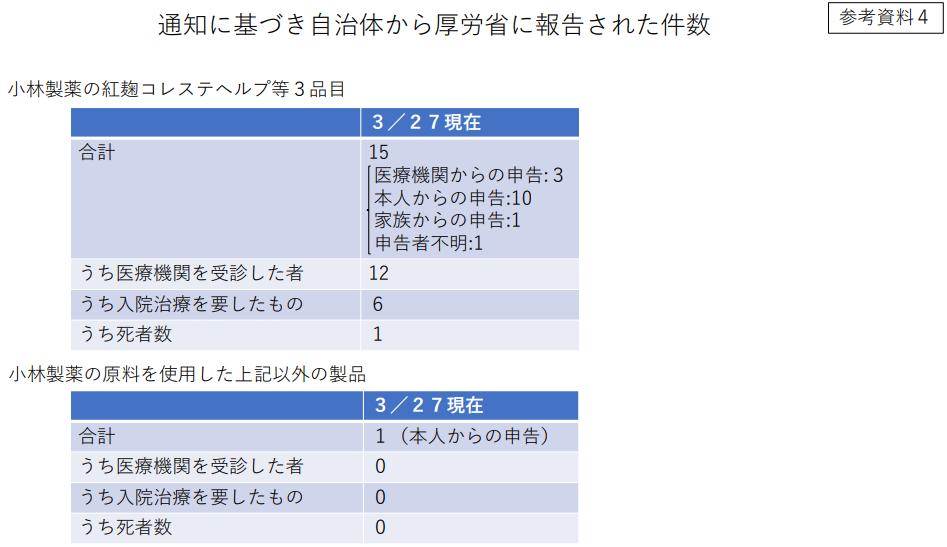 通知に基づき自治体から厚労省に報告された件数
参考資料４
小林製薬の紅麹コレステヘルプ等３品目
３／２７現在
合計
15
医療機関からの申告:３
本人からの申告:10
家族からの申告:1
申告者不明:1
うち医療機関を受診した者
12
うち入院治療を要したもの
6
うち死者数
1
小林製薬の原料を使用した上記以外の製品
３／２７現在
合計
1（本人からの申告）
うち医療機関を受診した者
0
うち入院治療を要したもの
0
うち死者数
0